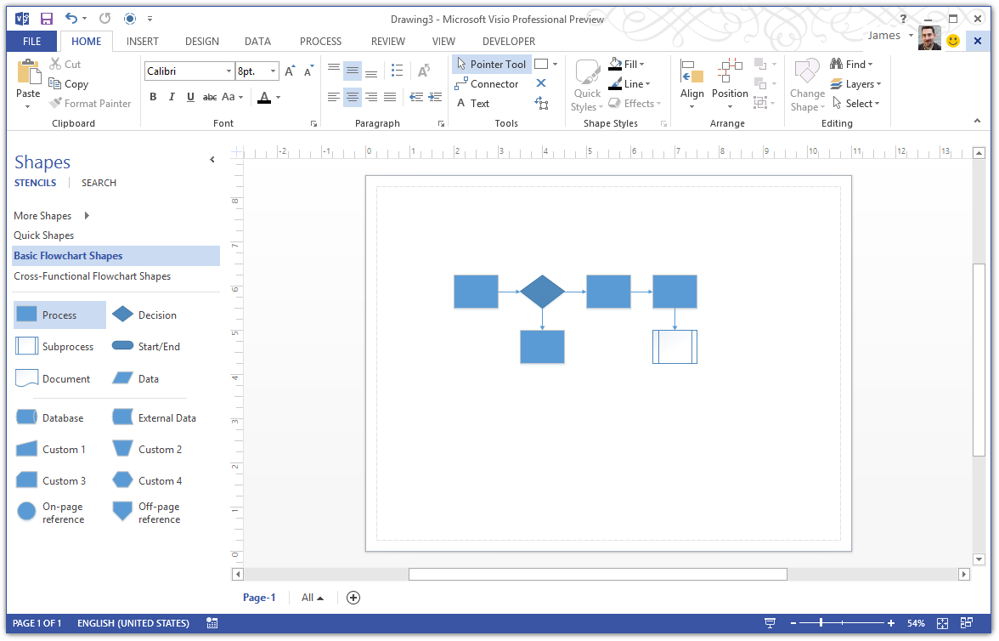 Drawing3 - Microsoft Visio Professional Preview
?
FILE HOME INSERT DESIGN DATA PROCESS REVIEW VIEW DEVELOPER James
Paste
Cut
Copy
Format Painter
Clipboard
Calibri 8pt. A A
B I U abc Aa A
Font
Paragraph
Pointer Tool
Connector
A Text
Tools
Quick Styles
Fill
Line
Effects
Shape Styles
Align Position
Arrange
Change Shape
Find
Layers
Select
Editing
Shapes
STENCILS SEARCH
More Shapes
Quick Shapes
Basic Flowchart Shapes
Cross-Functional Flowchart Shapes
Process Decision
Subprocess Start/End
Document Data
Database External Data
Custom 1 Custom 2
Custom 3 Custom 4
On-page reference Off-page reference
-2 -1 0 1 2 3 4 5 6 7 8 9 10 11 12 13
8
7
6
5
4
3
2
1
0
Page-1 All
PAGE 1 OF 1 ENGLISH (UNITED STATES) 54%